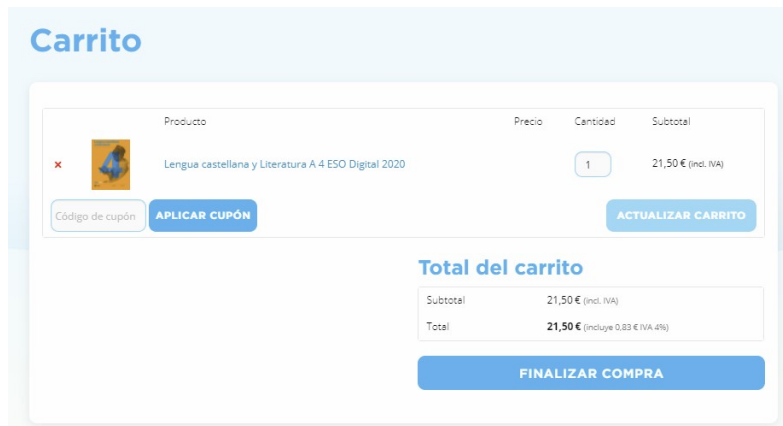 Carrito
Producto Precio Cantidad Subtotal
× Lengua castellana y Literatura A 4 ESO Digital 2020 1 21,50 € (incl. IVA)
Código de cupón APLICAR CUPÓN ACTUALIZAR CARRITO
Total del carrito
Subtotal 21,50 € (incl. IVA)
Total 21,50 € (incluye 0,83 € IVA 4%)
FINALIZAR COMPRA